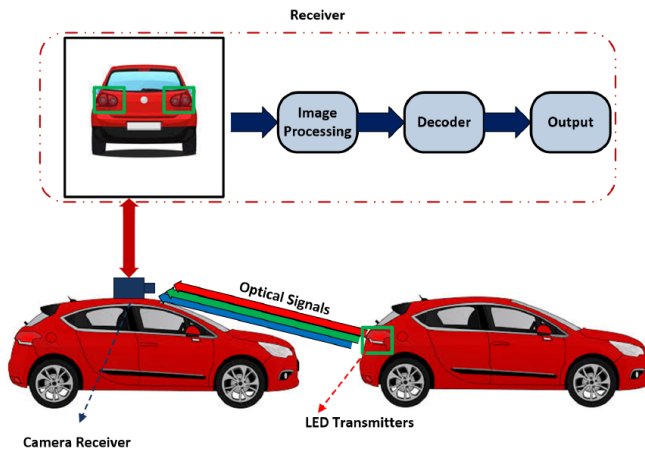 Receiver
Image
Processing
Decoder
Output
Optical Signals
LED Transmitters
Camera Receiver